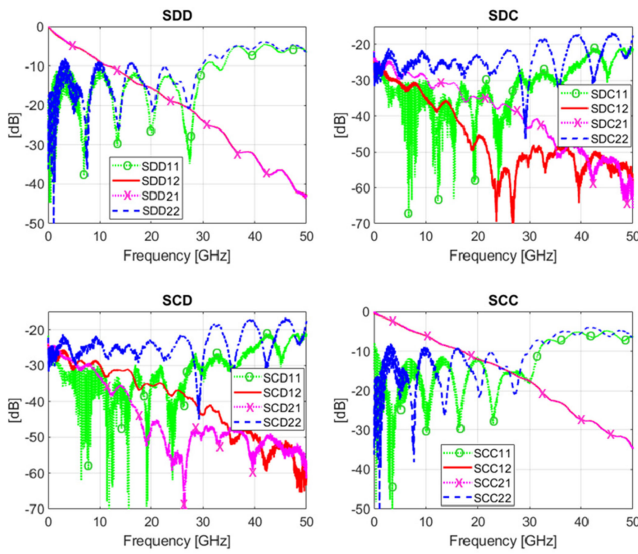 SDD
0
-10
-20
-30
-40
-50
[dB]
SDD11
SDD12
SDD21
SDD22
0 10 20 30 40 50
Frequency [GHz]
SDC
-20
-30
-40
-50
-60
-70
[dB]
SDC11
SDC12
SDC21
SDC22
0 10 20 30 40 50
Frequency [GHz]
SCD
-20
-30
-40
-50
-60
-70
[dB]
SCD11
SCD12
SCD21
SCD22
0 10 20 30 40 50
Frequency [GHz]
SCC
0
-10
-20
-30
-40
-50
[dB]
SCC11
SCC12
SCC21
SCC22
0 10 20 30 40 50
Frequency [GHz]